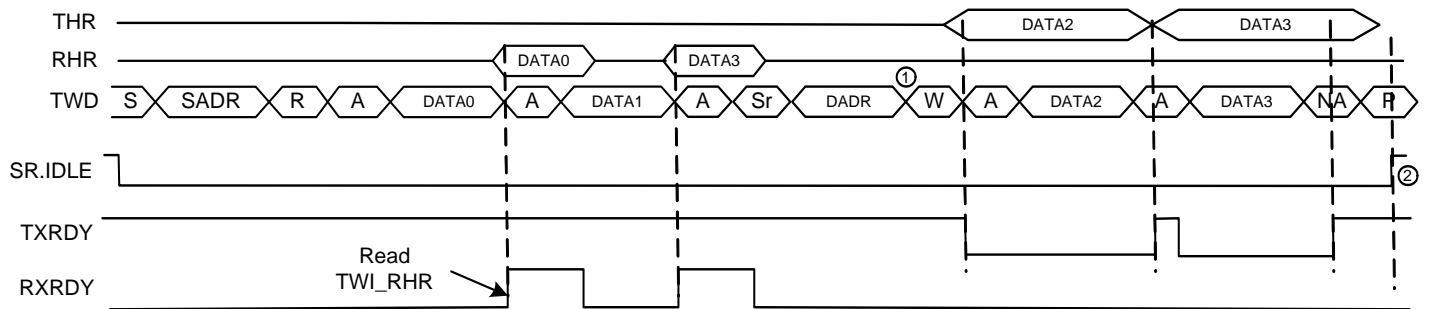 THR DATA2 DATA3
RHR DATA0 DATA3
①
TWD S SADR R A DATA0 A DATA1 A Sr DADR W A DATA2 A DATA3 NA P
SR.IDLE ②
TXRDY
Read
TWI_RHR
RXRDY